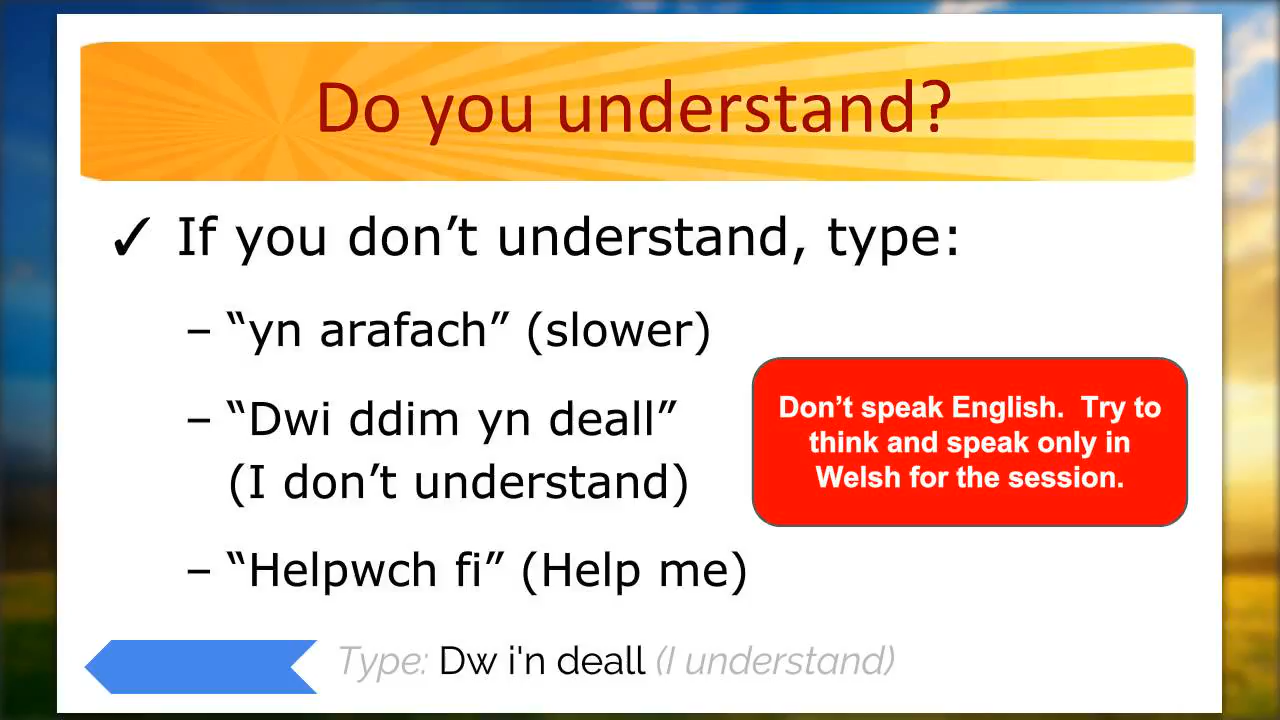 Do you understand?
✓ If you don’t understand, type:
– “yn arafach” (slower)
– “Dwi ddim yn deall”
(I don’t understand)
– “Helpwch fi” (Help me)
Don’t speak English. Try to
think and speak only in
Welsh for the session.
Type: Dw i'n deall (I understand)